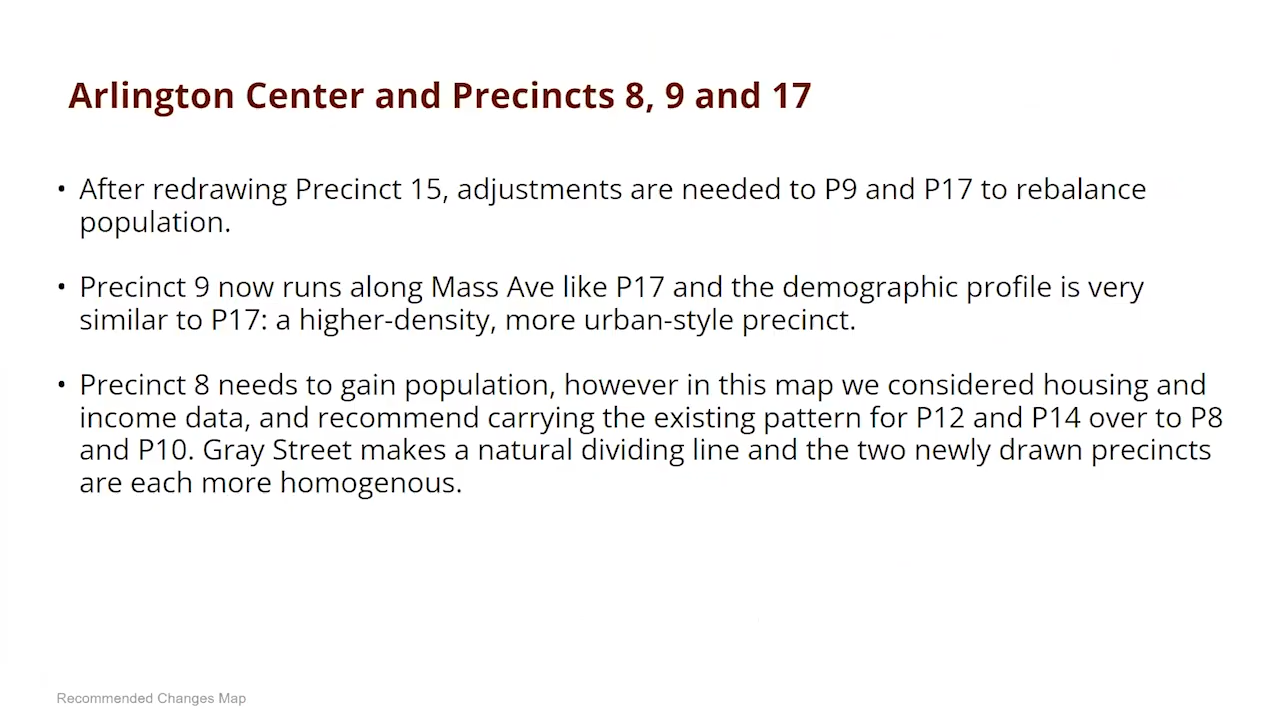 Arlington Center and Precincts 8, 9 and 17
• After redrawing Precinct 15, adjustments are needed to P9 and P17 to rebalance
population.
• Precinct 9 now runs along Mass Ave like P17 and the demographic profile is very
similar to P17: a higher-density, more urban-style precinct.
• Precinct 8 needs to gain population, however in this map we considered housing and
income data, and recommend carrying the existing pattern for P12 and P14 over to P8
and P10. Gray Street makes a natural dividing line and the two newly drawn precincts
are each more homogenous.
Recommended Changes Map